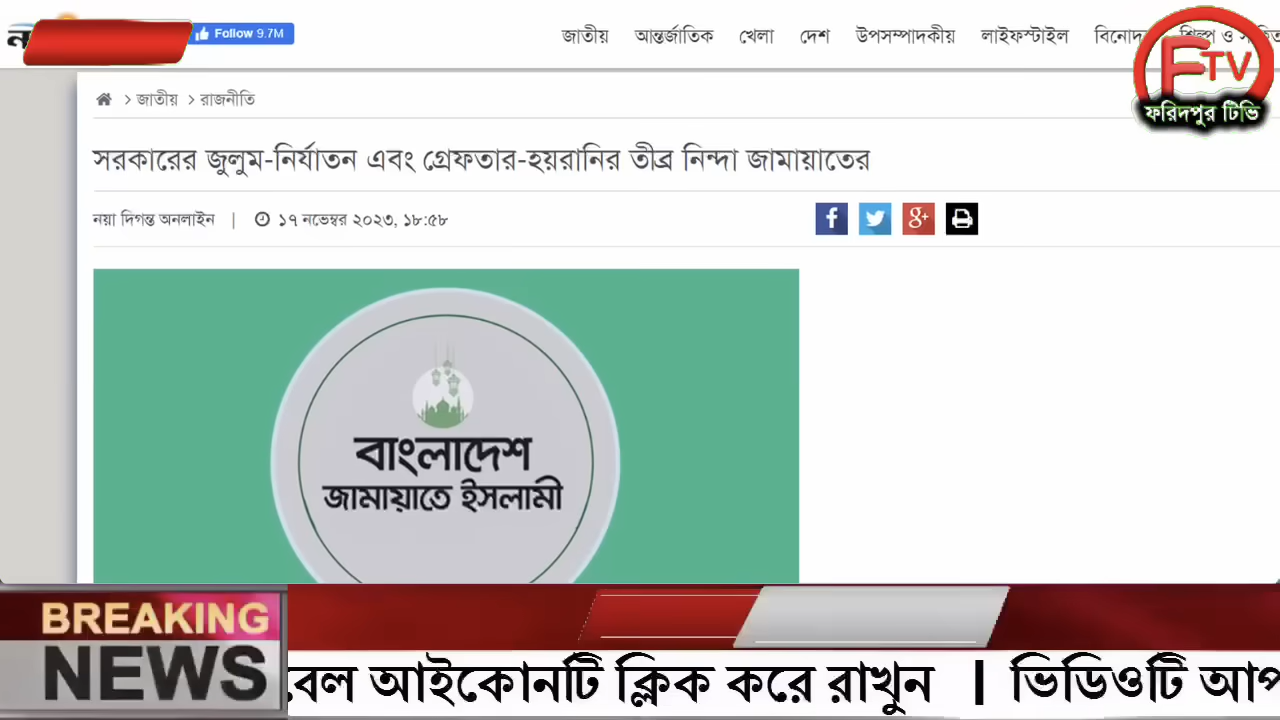 Follow 9.7M
জাতীয় আন্তর্জাতিক খেলা দেশ উপসম্পাদকীয় লাইফস্টাইল বিনোদন শিল্প ও
FTV
ফরিদপুর টিভি
জাতীয় > রাজনীতি
সরকারের জুলুম-নির্যাতন এবং গ্রেফতার-হয়রানির তীব্র নিন্দা জামায়াতের
নয়া দিগন্ত অনলাইন | ১৭ নভেম্বর ২০২৩, ১৮:৫৮
বাংলাদেশ
জামায়াতে ইসলামী
BREAKING
NEWS
বেল আইকোনটি ক্লিক করে রাখুন | ভিডিওটি আপ